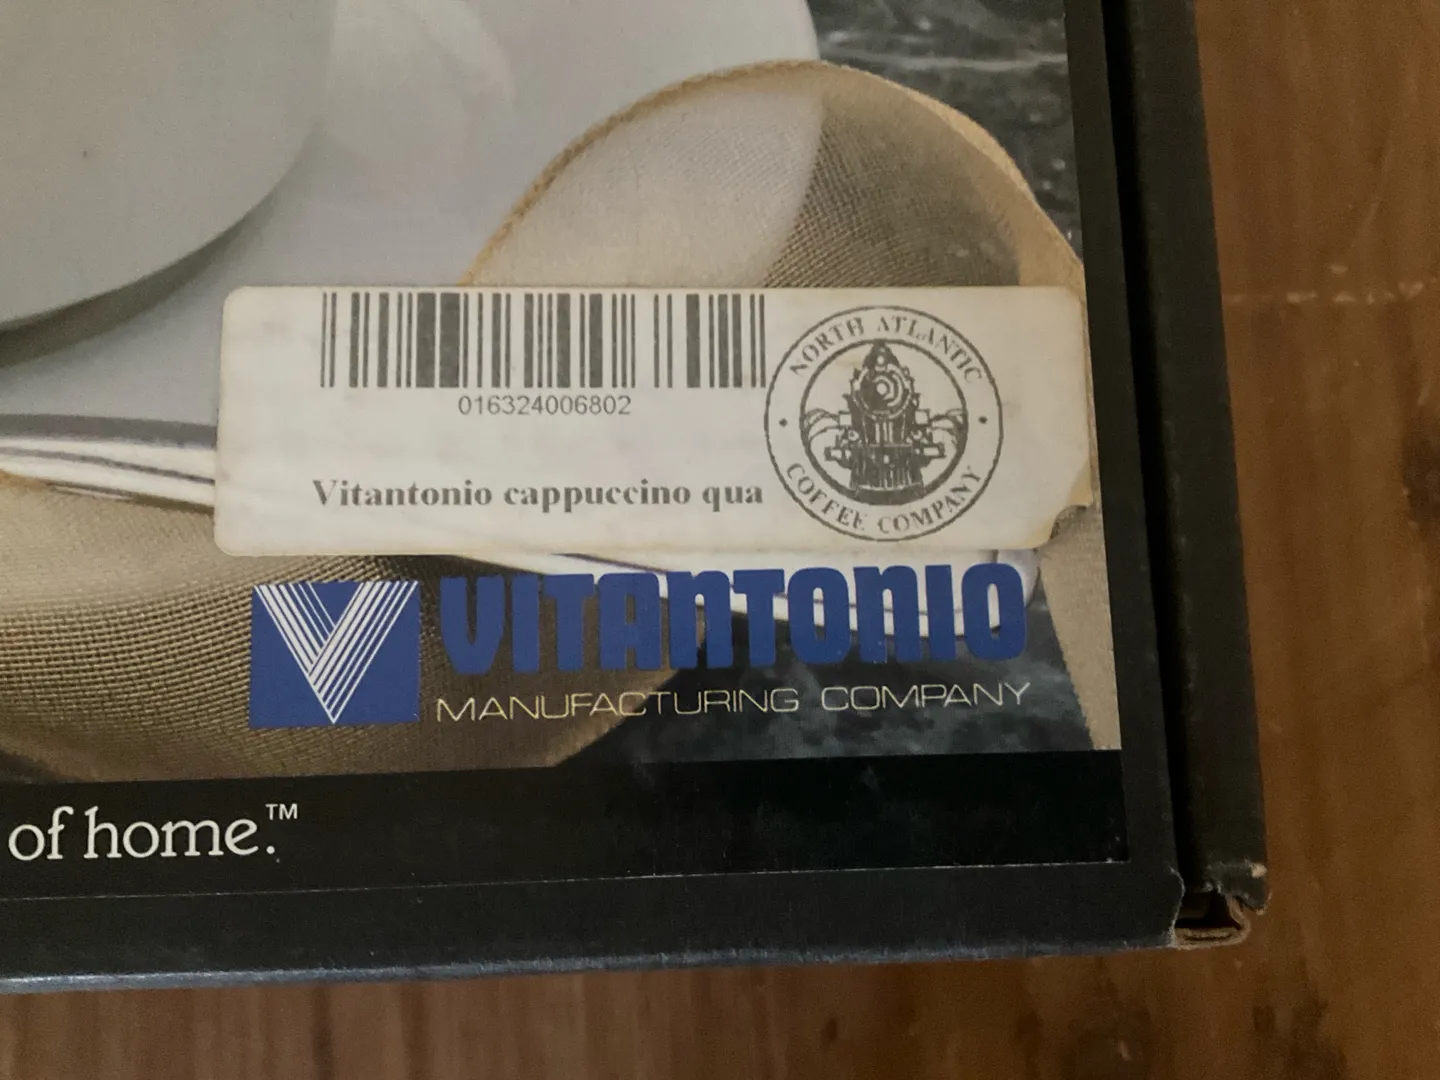 016324006802
Vitantonio cappuccino qua
NORTH ATLANTIC
COFFEE COMPANY
V VITANTONIO
MANUFACTURING COMPANY
of home.™